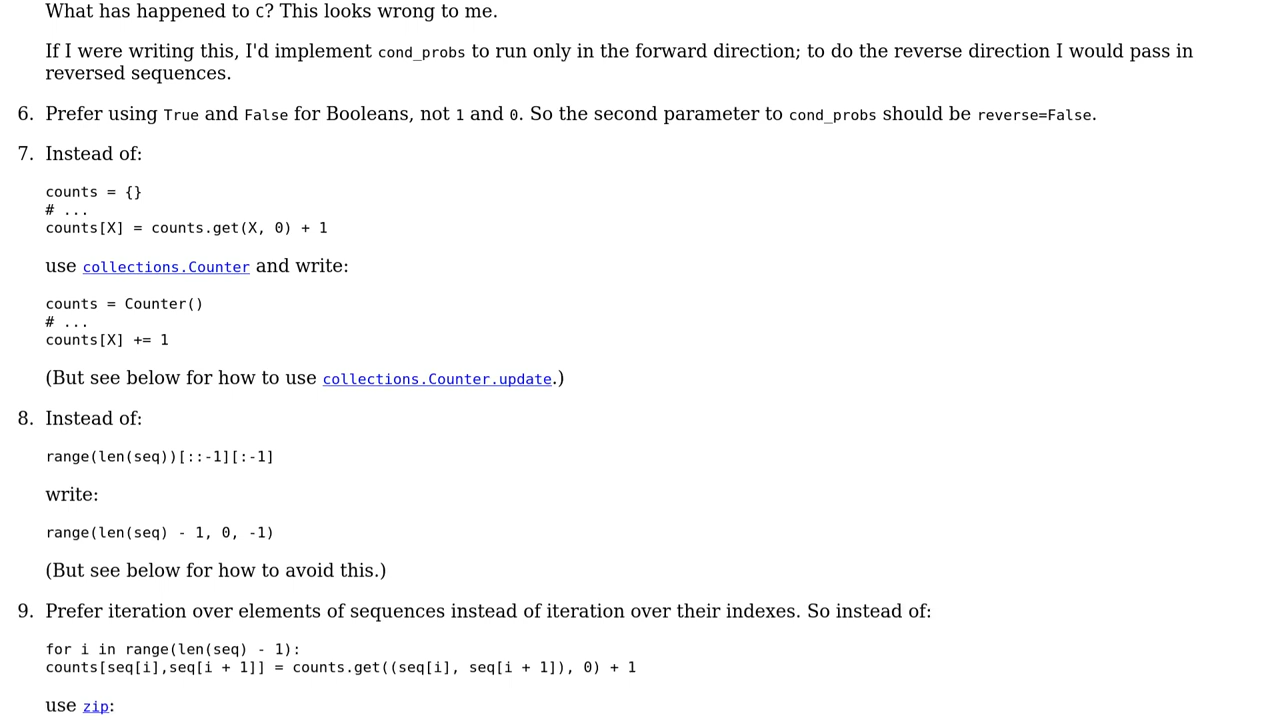 What has happened to C? This looks wrong to me.
If I were writing this, I'd implement cond_probs to run only in the forward direction; to do the reverse direction I would pass in
reversed sequences.
6. Prefer using True and False for Booleans, not 1 and 0. So the second parameter to cond_probs should be reverse=False.
7. Instead of:
counts = {}
# ...
counts[X] = counts.get(X, 0) + 1
use collections.Counter and write:
counts = Counter()
# ...
counts[X] += 1
(But see below for how to use collections.Counter.update.)
8. Instead of:
range(len(seq))[::-1][:-1]
write:
range(len(seq) - 1, 0, -1)
(But see below for how to avoid this.)
9. Prefer iteration over elements of sequences instead of iteration over their indexes. So instead of:
for i in range(len(seq) - 1):
counts[seq[i],seq[i + 1]] = counts.get((seq[i], seq[i + 1]), 0) + 1
use zip: